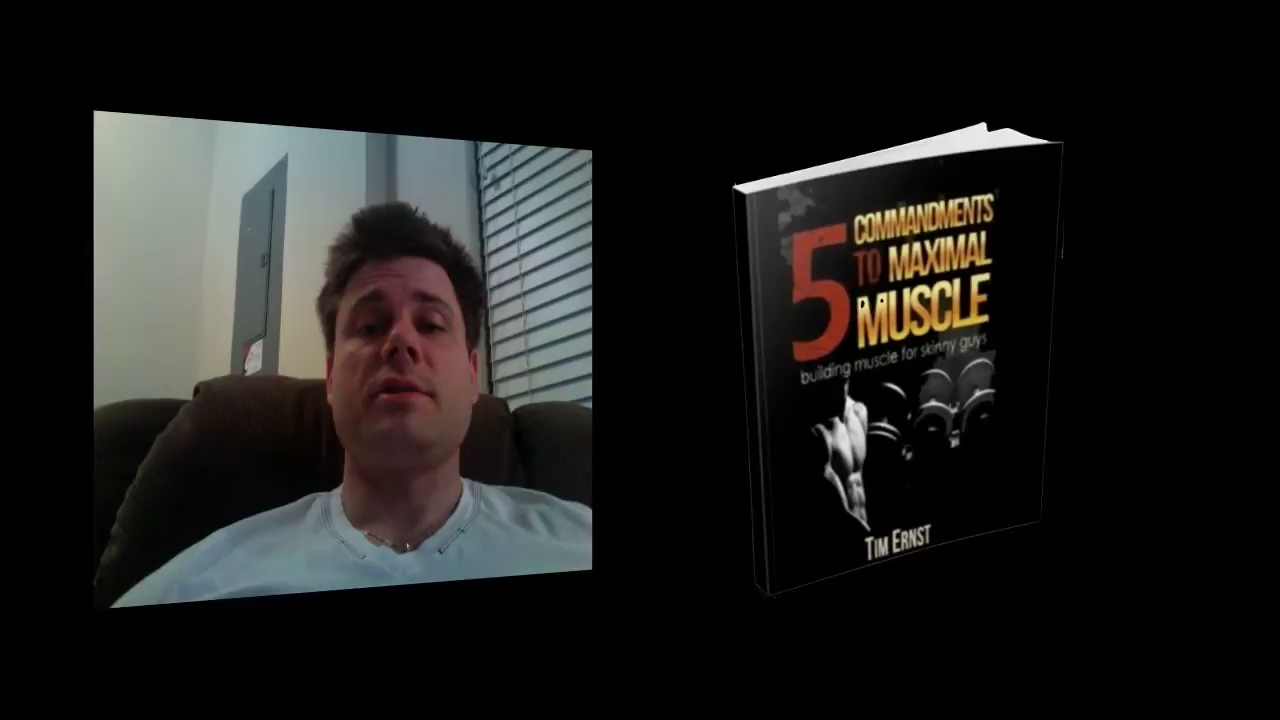 5 COMMANDMENTS
TO MAXIMAL
MUSCLE
building muscle for skinny guys
TIM ERNST